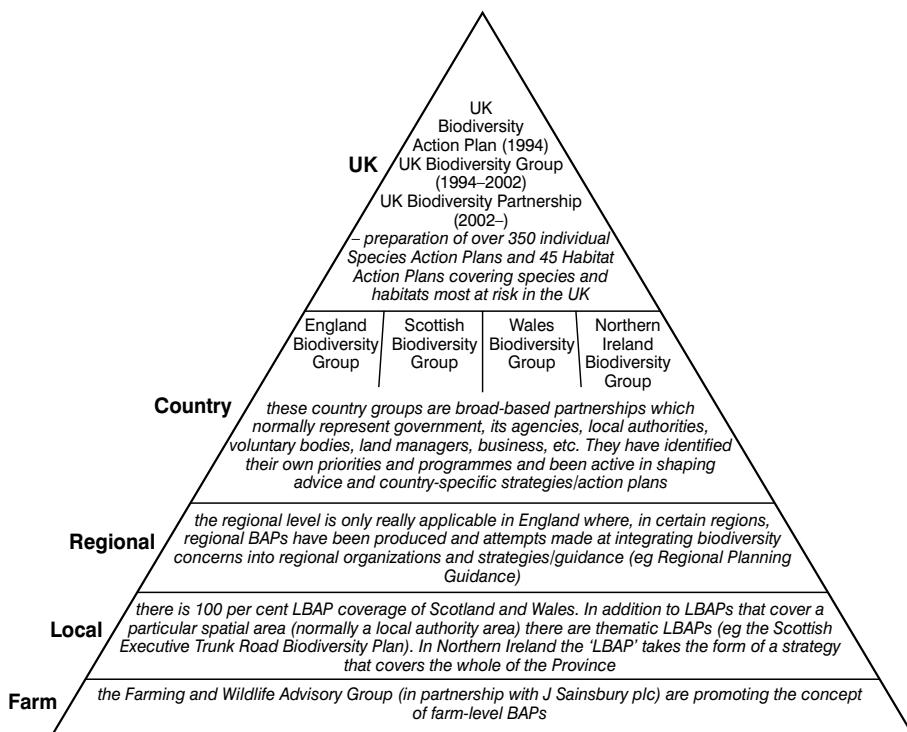 UK
Biodiversity
Action Plan (1994)
UK
UK Biodiversity Group
(1994–2002)
UK Biodiversity Partnership
(2002–)
– preparation of over 350 individual
Species Action Plans and 45 Habitat
Action Plans covering species and
habitats most at risk in the UK
England
Biodiversity
Group
Scottish
Biodiversity
Group
Wales
Biodiversity
Group
Northern
Ireland
Biodiversity
Group
Country
these country groups are broad-based partnerships which
normally represent government, its agencies, local authorities,
voluntary bodies, land managers, business, etc. They have identified
their own priorities and programmes and been active in shaping
advice and country-specific strategies/action plans
Regional
the regional level is only really applicable in England where, in certain regions,
regional BAPs have been produced and attempts made at integrating biodiversity
concerns into regional organizations and strategies/guidance (eg Regional Planning
Guidance)
Local
there is 100 per cent LBAP coverage of Scotland and Wales. In addition to LBAPs that cover a
particular spatial area (normally a local authority area) there are thematic LBAPs (eg the Scottish
Executive Trunk Road Biodiversity Plan). In Northern Ireland the ‘LBAP’ takes the form of a strategy
that covers the whole of the Province
Farm
the Farming and Wildlife Advisory Group (in partnership with J Sainsbury plc) are promoting the concept
of farm-level BAPs